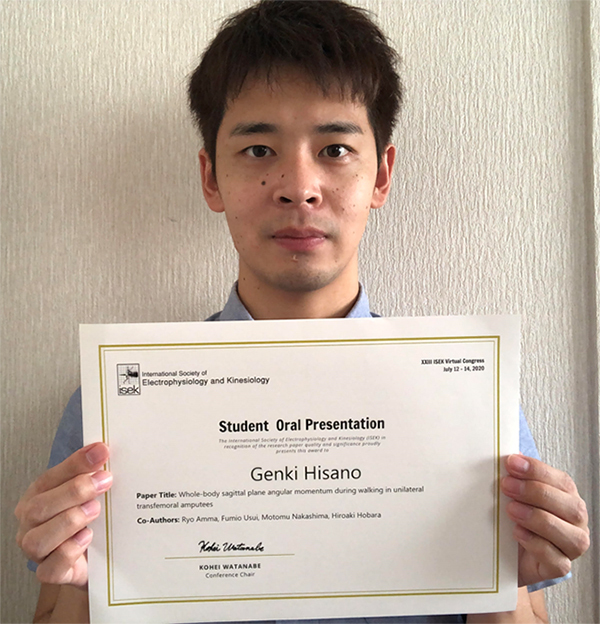 XXIII ISEK Virtual Congress
July 12 - 14, 2020
isek
International Society of
Electrophysiology and Kinesiology
Student Oral Presentation
The International Society of Electrophysiology and Kinesiology (ISEK) in
recognition of the research paper quality and significance proudly
presents this award to
Genki Hisano
Paper Title: Whole-body sagittal plane angular momentum during walking in unilateral
transfemoral amputees
Co-Authors: Ryo Amma, Fumio Usui, Motomu Nakashima, Hiroaki Hobara
Kohei Watanabe
KOHEI WATANABE
Conference Chair